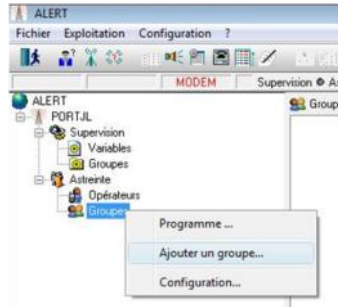 ALERT
Fichier Exploitation Configuration ?
MODEM Supervision
ALERT
Group
PORTJL
Supervision
Variables
Groupes
Astreinte
Opérateurs
Groupes
Programme ...
Ajouter un groupe...
Configuration...